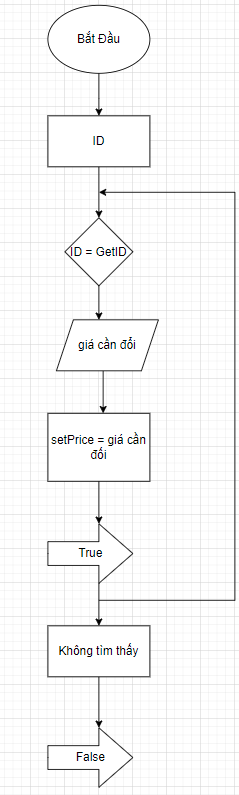 Bắt Đầu
ID
ID = GetID
giá cần đổi
setPrice = giá cần
đổi
True
Không tìm thấy
False